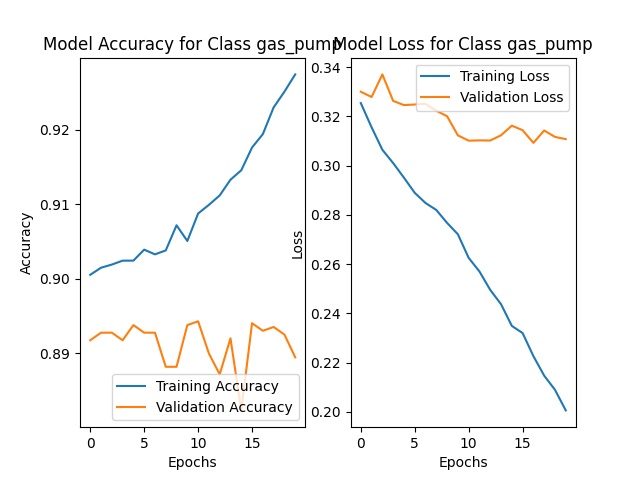 Model Accuracy for Class gas_pump
Model Loss for Class gas_pump
0.92
0.91
0.90
0.89
Accuracy
Training Accuracy
Validation Accuracy
0 5 10 15
Epochs
0.34
0.32
0.30
0.28
0.26
0.24
0.22
0.20
Loss
Training Loss
Validation Loss
0 5 10 15
Epochs